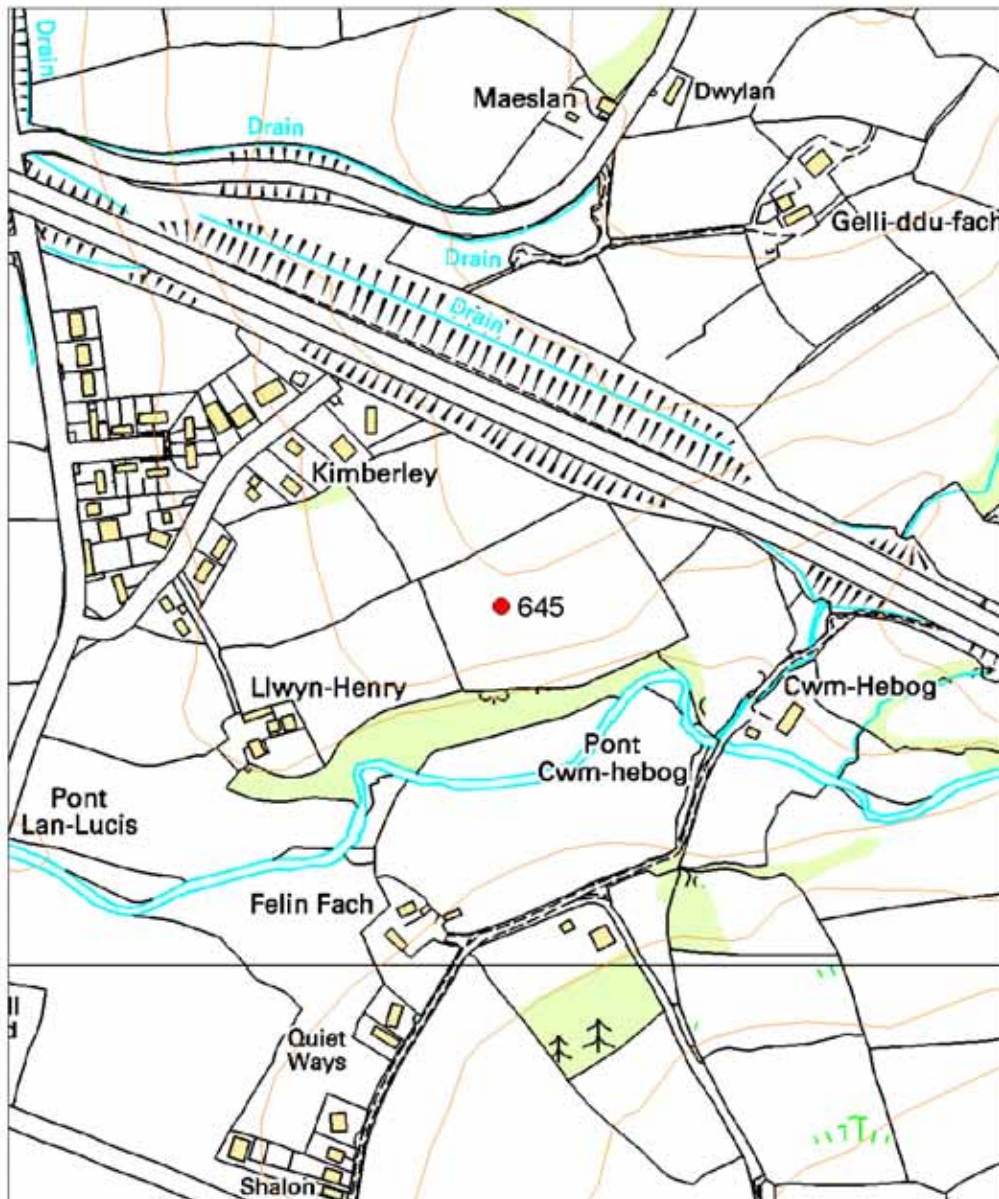 Drain
Maeslan
Dwylan
Drain
Gelli-ddu-fach
Drain
Drain
Kimberley
645
Llwyn-Henry
Cwm-Hebog
Pont
Cwm-hebog
Pont
Lan-Lucis
Felin Fach
ll
d
Quiet
Ways
Shalon